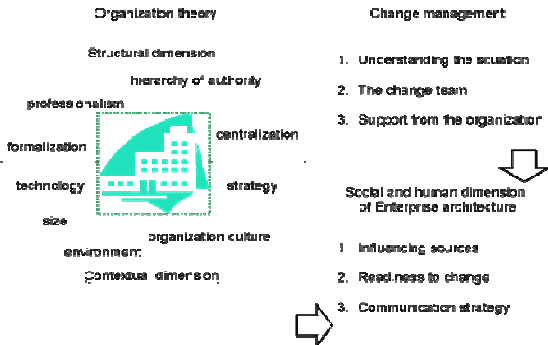 Organization theory
Structural dimension
hierarchy of authority
professionalism
formalization
centralization
technology
strategy
size
organization culture
environment
Contextual dimension
Change management
1. Understanding the situation
2. The change team
3. Support from the organization
Social and human dimension
of Enterprise architecture
1 Influencing sources
2. Readiness to change
3. Communication strategy